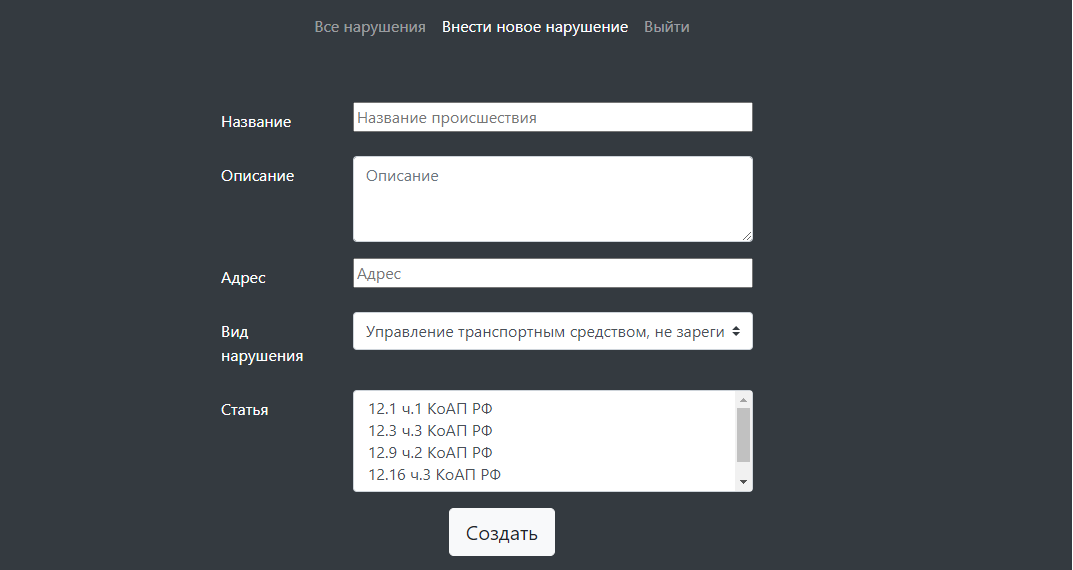 Все нарушения Внести новое нарушение Выйти
Название
Название происшествия
Описание
Описание
Адрес
Адрес
Вид
нарушения
Управление транспортным средством, не зареги
Статья
12.1 ч.1 КоАП РФ
12.3 ч.3 КоАП РФ
12.9 ч.2 КоАП РФ
12.16 ч.3 КоАП РФ
Создать